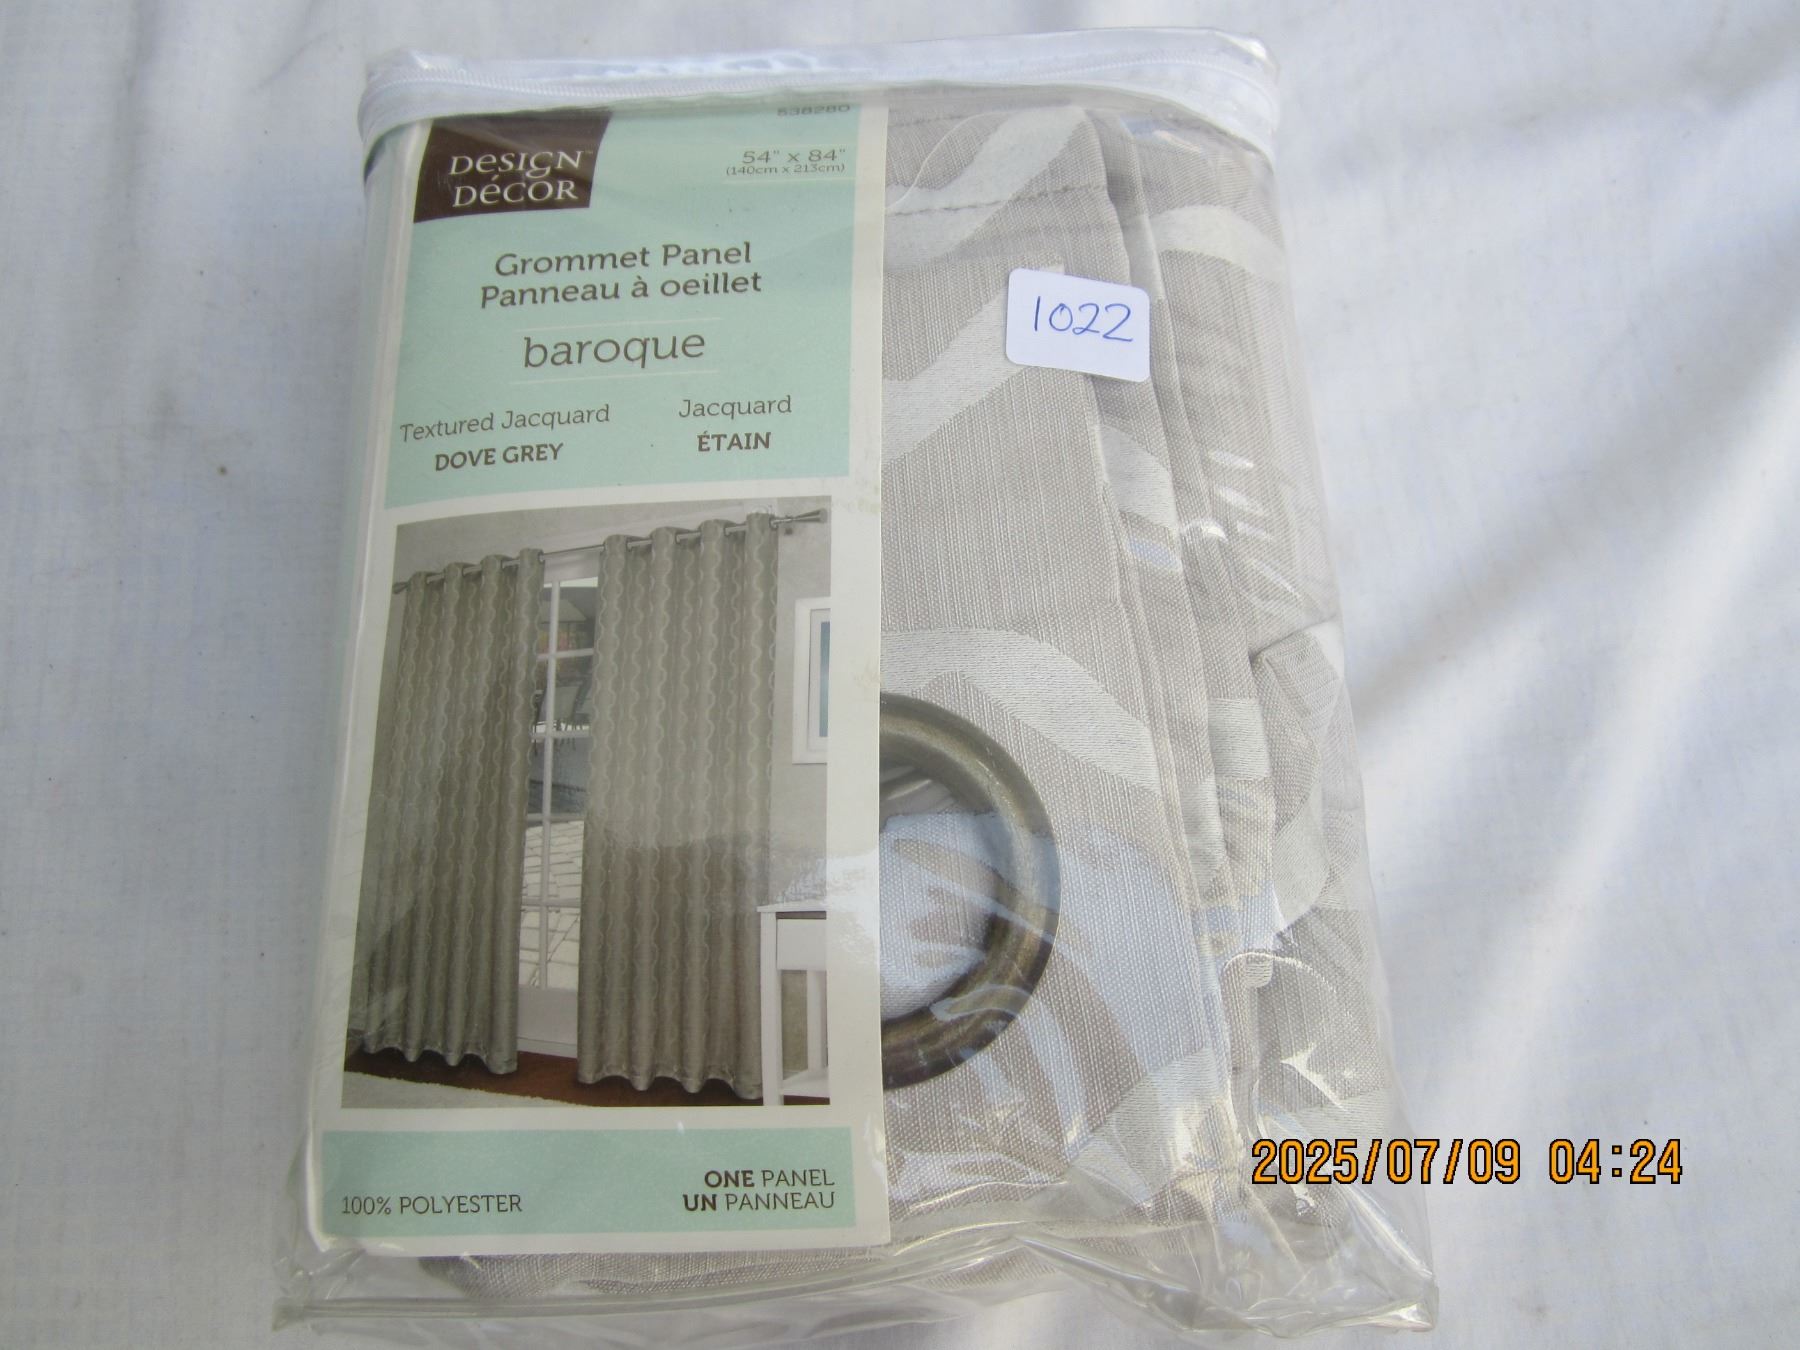 538280
DESIGN™
DÉCOR
54" x 84"
(140cm x 213cm)
Grommet Panel
Panneau à oeillet
baroque
Textured Jacquard
DOVE GREY
Jacquard
ÉTAIN
1022
100% POLYESTER
ONE PANEL
UN PANNEAU
2025/07/09 04:24